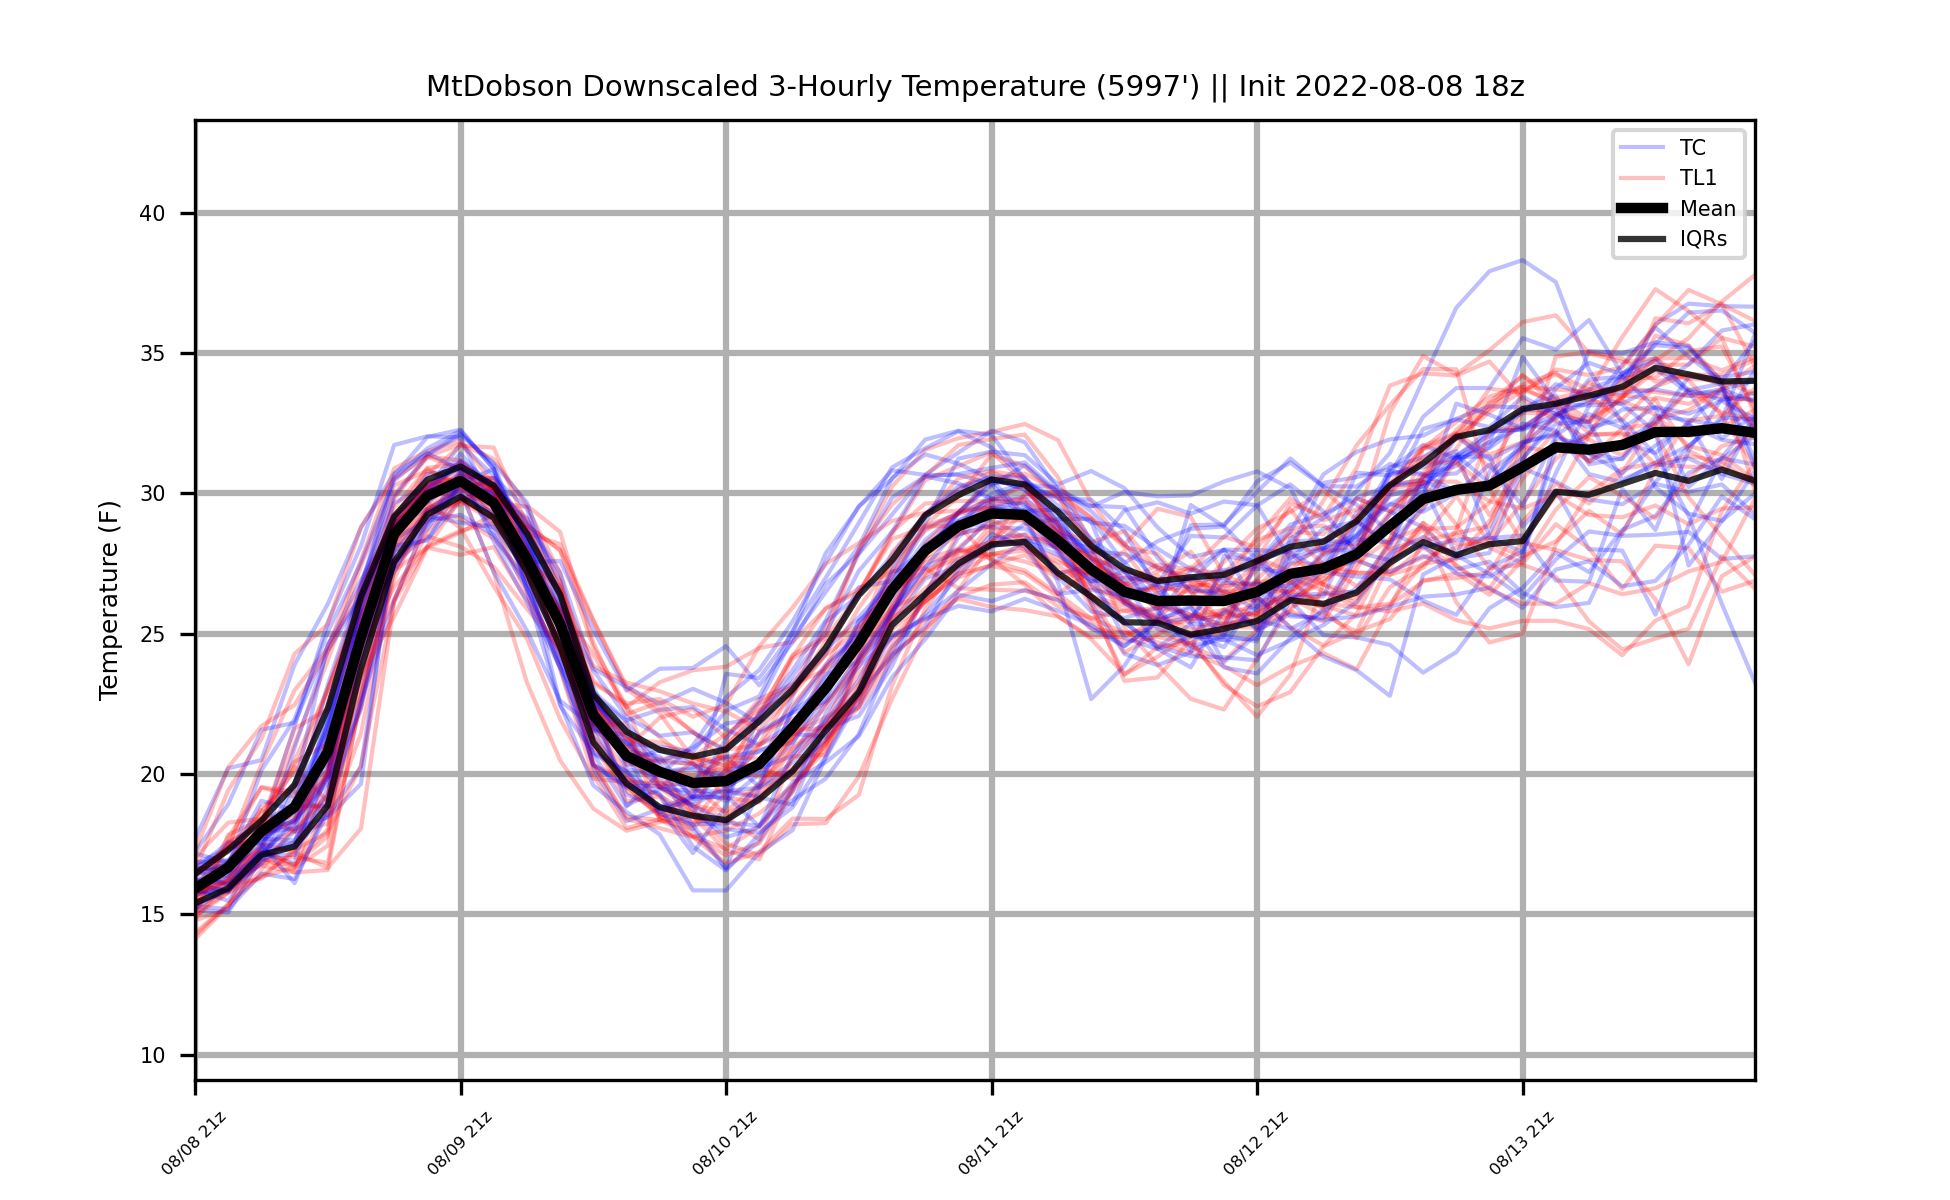 MtDobson Downscaled 3-Hourly Temperature (5997') || Init 2022-08-08 18z
TC
TL1
Mean
IQRs
Temperature (F)
40
35
30
25
20
15
10
08/08 21z
08/09 21z
08/10 21z
08/11 21z
08/12 21z
08/13 21z